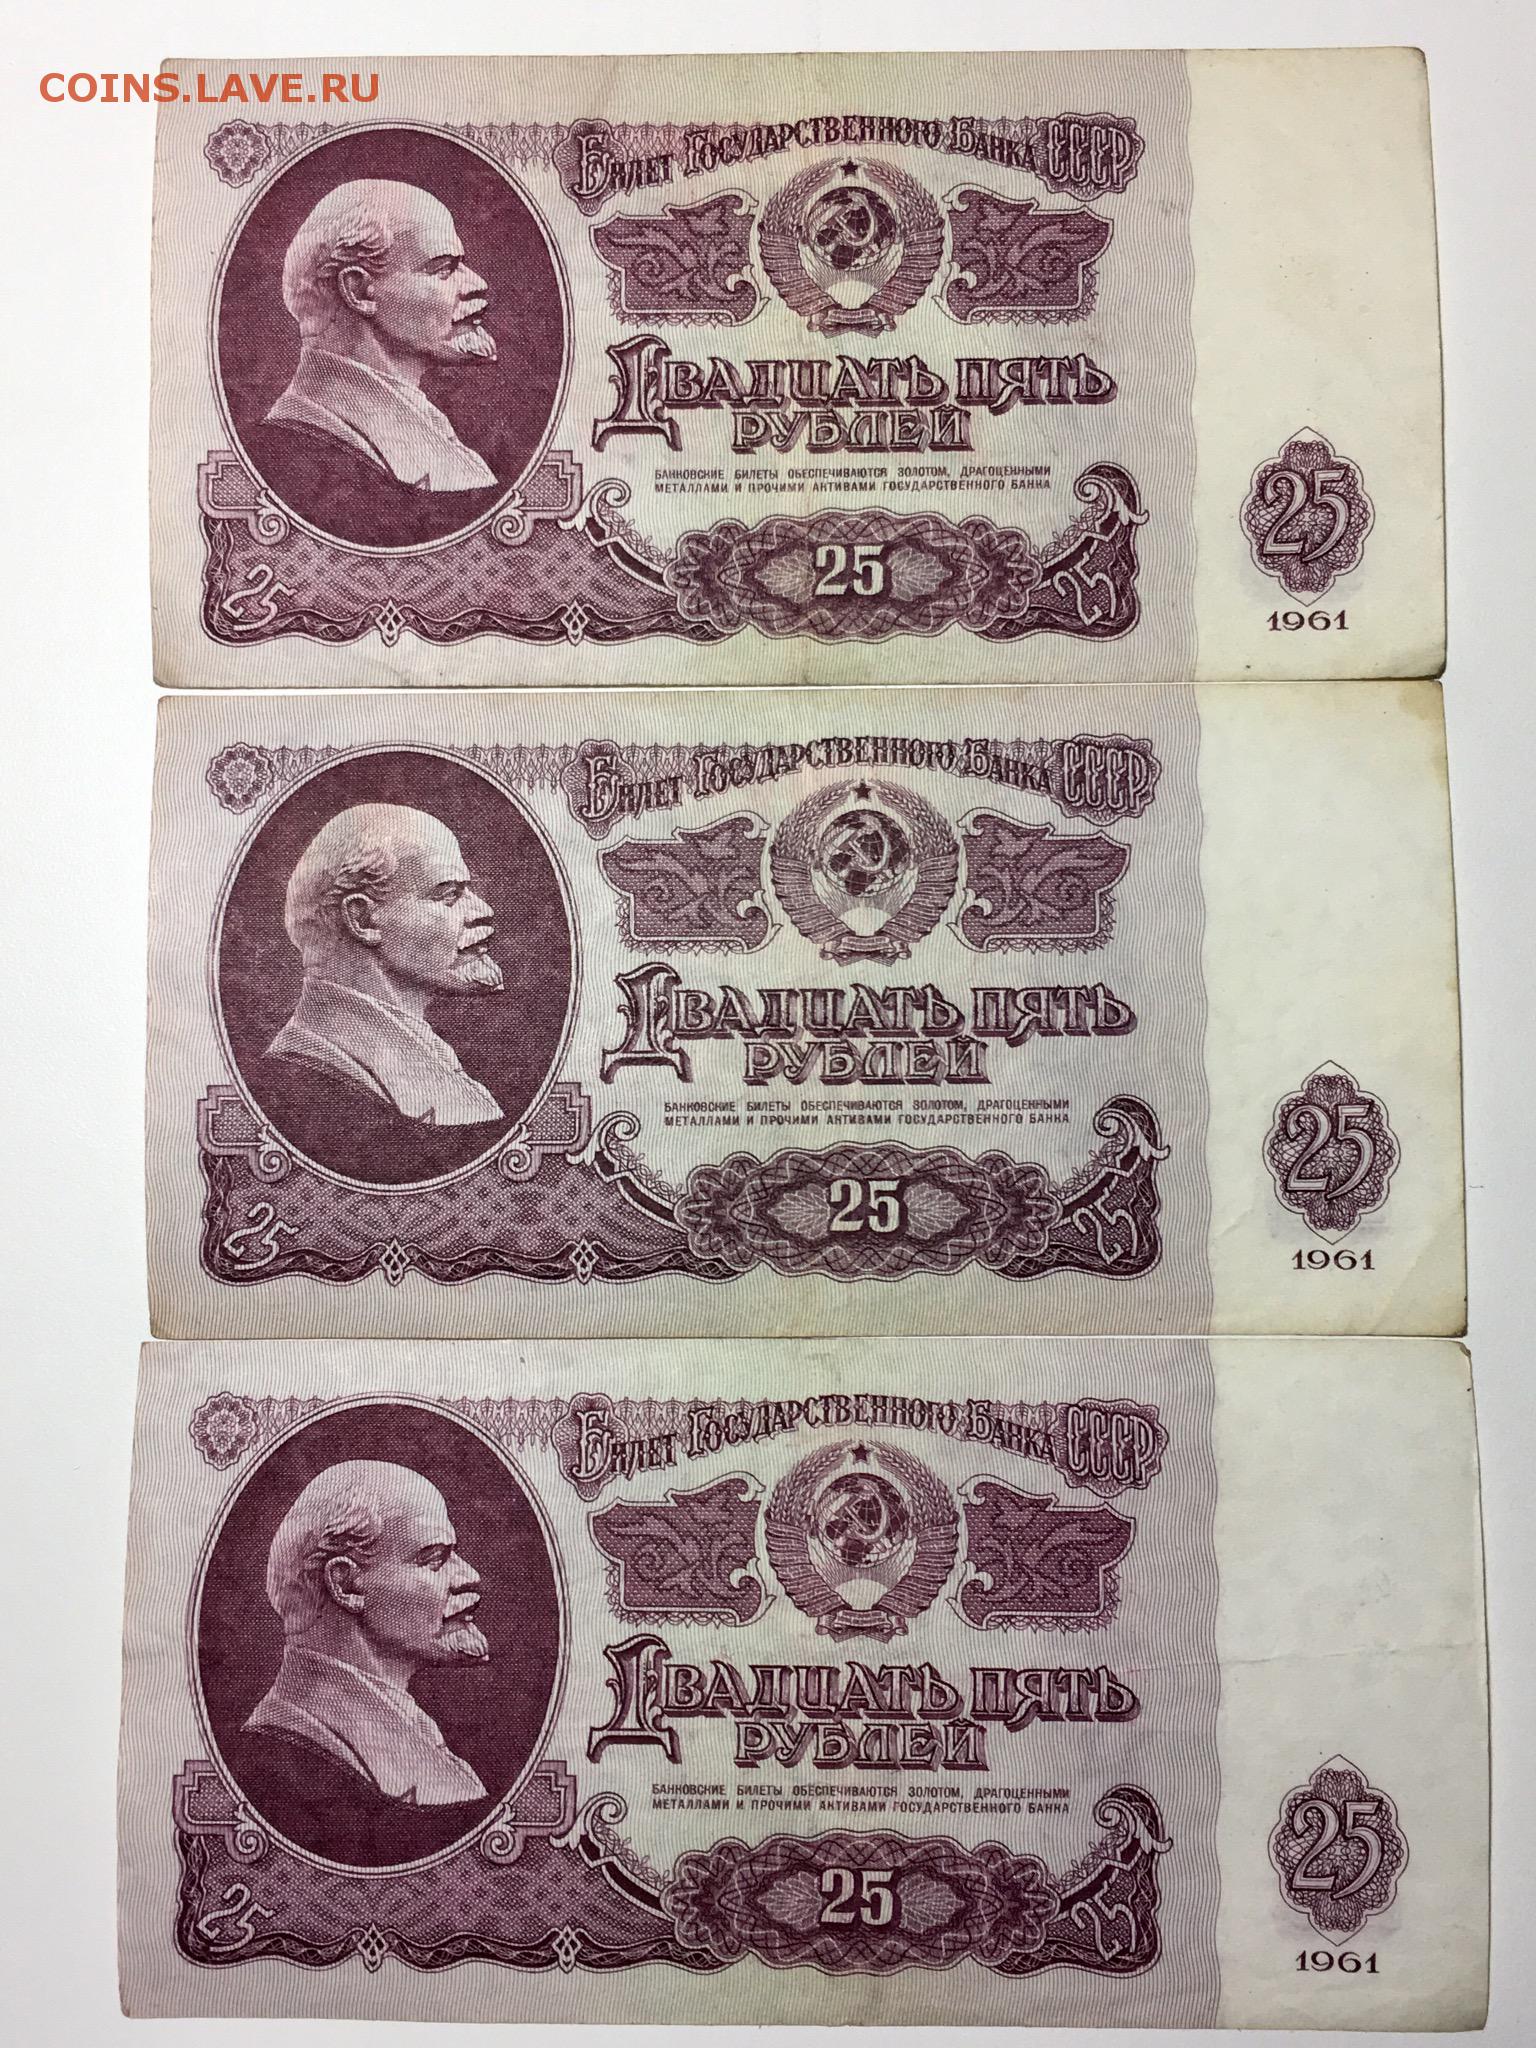 COINS.LAVE.RU
Билет Государственного Банка СССР
Двадцать пять
рублей
БАНКОВСКИЕ БИЛЕТЫ ОБЕСПЕЧИВАЮТСЯ ЗОЛОТОМ, ДРАГОЦЕННЫМИ
МЕТАЛЛАМИ И ПРОЧИМИ АКТИВАМИ ГОСУДАРСТВЕННОГО БАНКА
25
25
25
25
1961
Билет Государственного Банка СССР
Двадцать пять
рублей
БАНКОВСКИЕ БИЛЕТЫ ОБЕСПЕЧИВАЮТСЯ ЗОЛОТОМ, ДРАГОЦЕННЫМИ
МЕТАЛЛАМИ И ПРОЧИМИ АКТИВАМИ ГОСУДАРСТВЕННОГО БАНКА
25
25
25
25
1961
Билет Государственного Банка СССР
Двадцать пять
рублей
БАНКОВСКИЕ БИЛЕТЫ ОБЕСПЕЧИВАЮТСЯ ЗОЛОТОМ, ДРАГОЦЕННЫМИ
МЕТАЛЛАМИ И ПРОЧИМИ АКТИВАМИ ГОСУДАРСТВЕННОГО БАНКА
25
25
25
25
1961